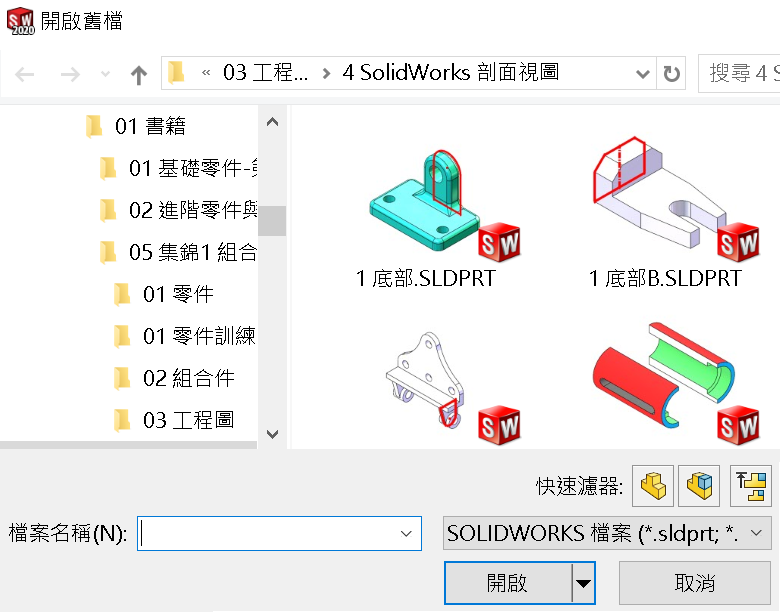 SW 2020 開啟舊檔
« 03 工程... > 4 SolidWorks 剖面視圖
搜尋 4 S
01 書籍
01 基礎零件-第
02 進階零件與
05 集錦1 組合
01 零件
01 零件訓練
02 組合件
03 工程圖
SW
1 底部.SLDPRT
SW
1 底部B.SLDPRT
SW
SW
快速濾器:
檔案名稱(N):
SOLIDWORKS 檔案 (*.sldprt; *.
開啟
取消